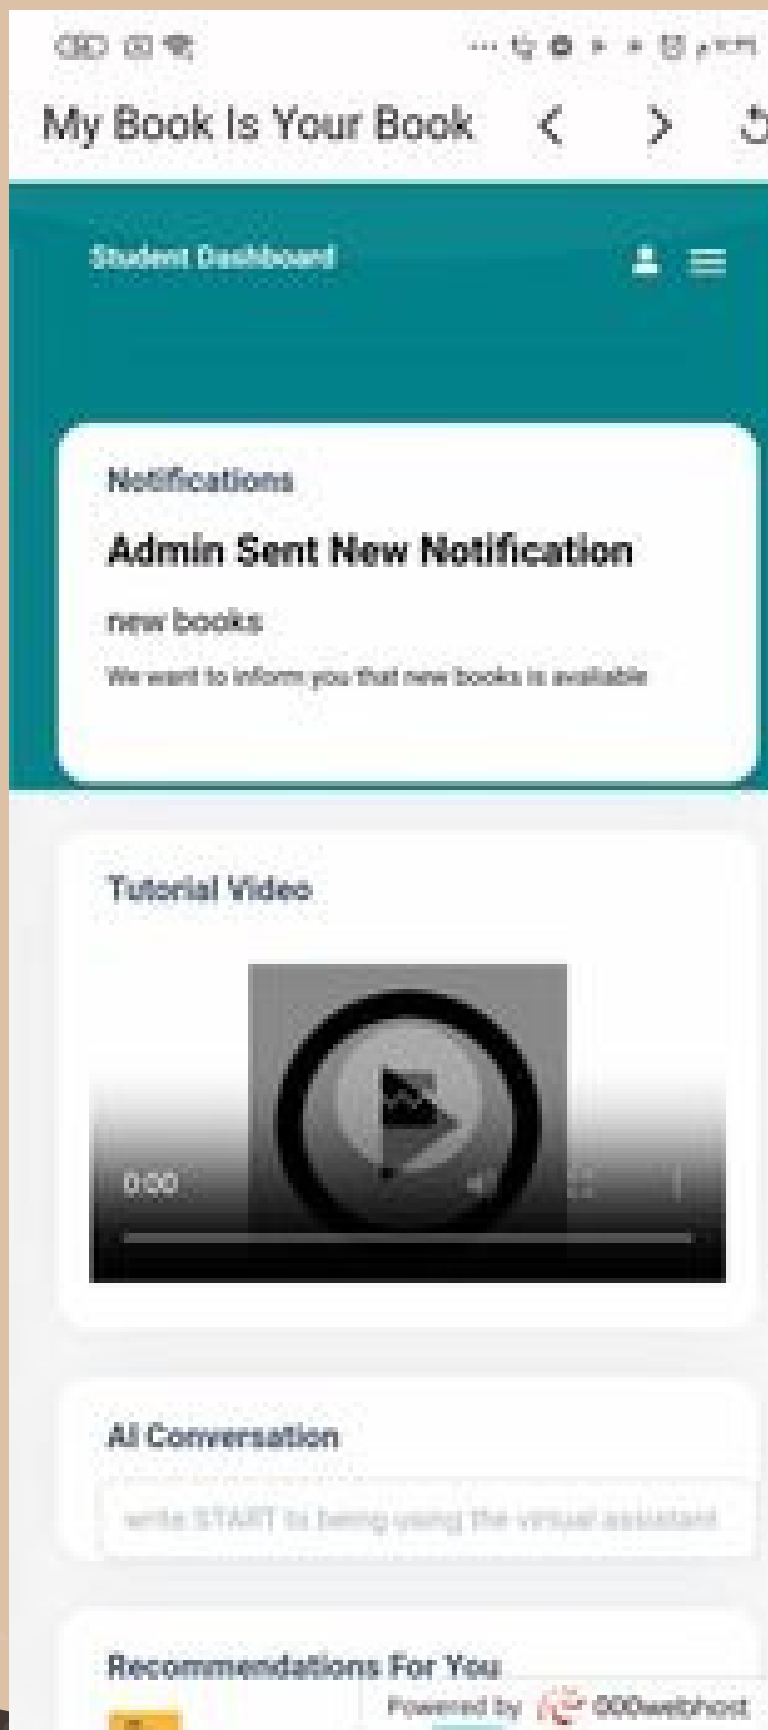 My Book Is Your Book
Student Dashboard
Notifications
Admin Sent New Notification
new books
We want to inform you that new books is available
Tutorial Video
0:00
AI Conversation
write START to being using the virtual assistant
Recommendations For You
Powered by 000webhost